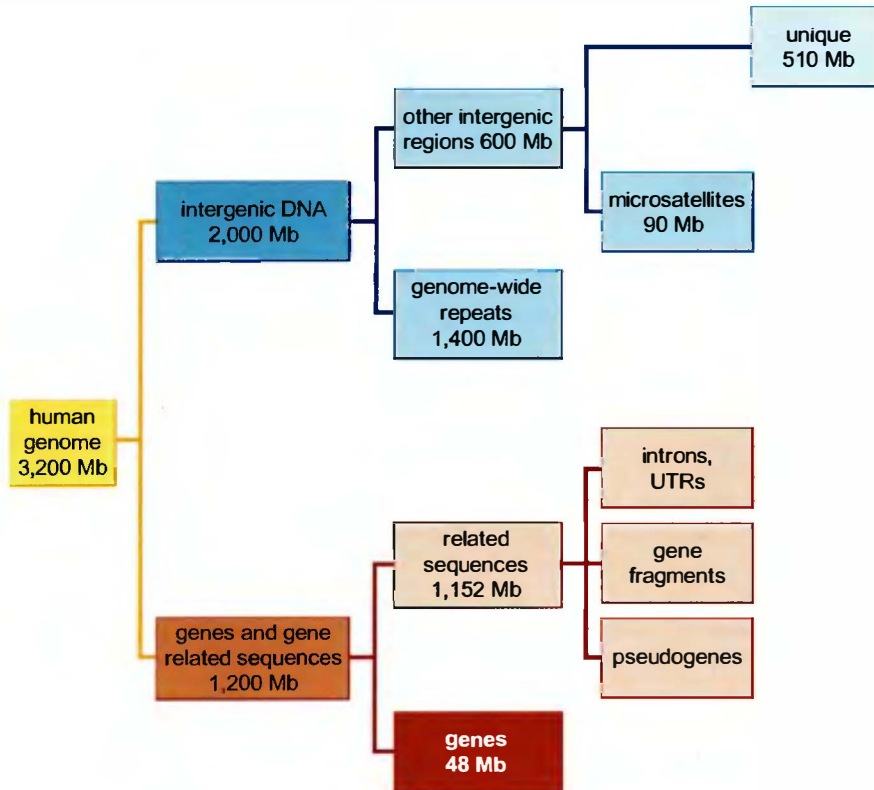 unique
510 Mb
other intergenic
regions 600 Mb
microsatellites
90 Mb
intergenic DNA
2,000 Mb
genome-wide
repeats
1,400 Mb
human
genome
3,200 Mb
introns,
UTRs
related
sequences
1,152 Mb
gene
fragments
genes and gene
related sequences
1,200 Mb
pseudogenes
genes
48 Mb